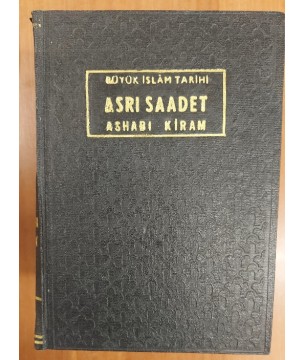 BÜYÜK İSLÂM TARİHİ
ASRI SAADET
ASHABI KİRAM